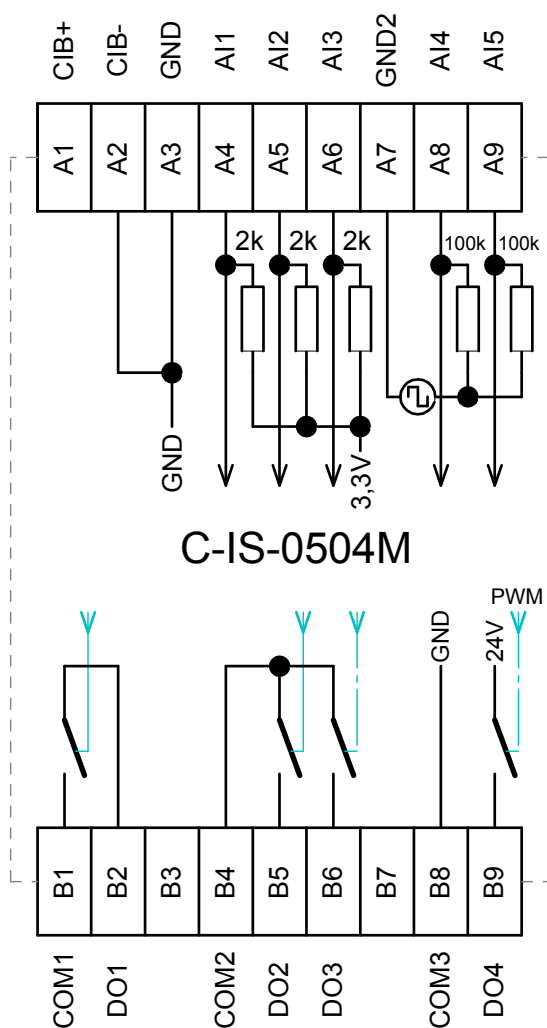 CIB+ CIB- GND AI1 AI2 AI3 GND2 AI4 AI5
A1 A2 A3 A4 A5 A6 A7 A8 A9
2k 2k 2k 100k 100k
GND 3,3V
C-IS-0504M
PWM
GND 24V
B1 B2 B3 B4 B5 B6 B7 B8 B9
COM1 DO1 COM2 DO2 DO3 COM3 DO4